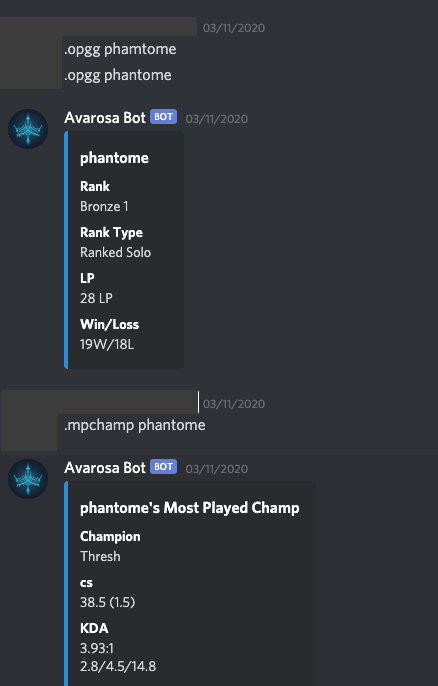 03/11/2020
.opgg phamtome
.opgg phantome
Avarosa Bot BOT 03/11/2020
phantome
Rank
Bronze 1
Rank Type
Ranked Solo
LP
28 LP
Win/Loss
19W/18L
03/11/2020
.mpchamp phantome
Avarosa Bot BOT 03/11/2020
phantome's Most Played Champ
Champion
Thresh
cs
38.5 (1.5)
KDA
3.93:1
2.8/4.5/14.8